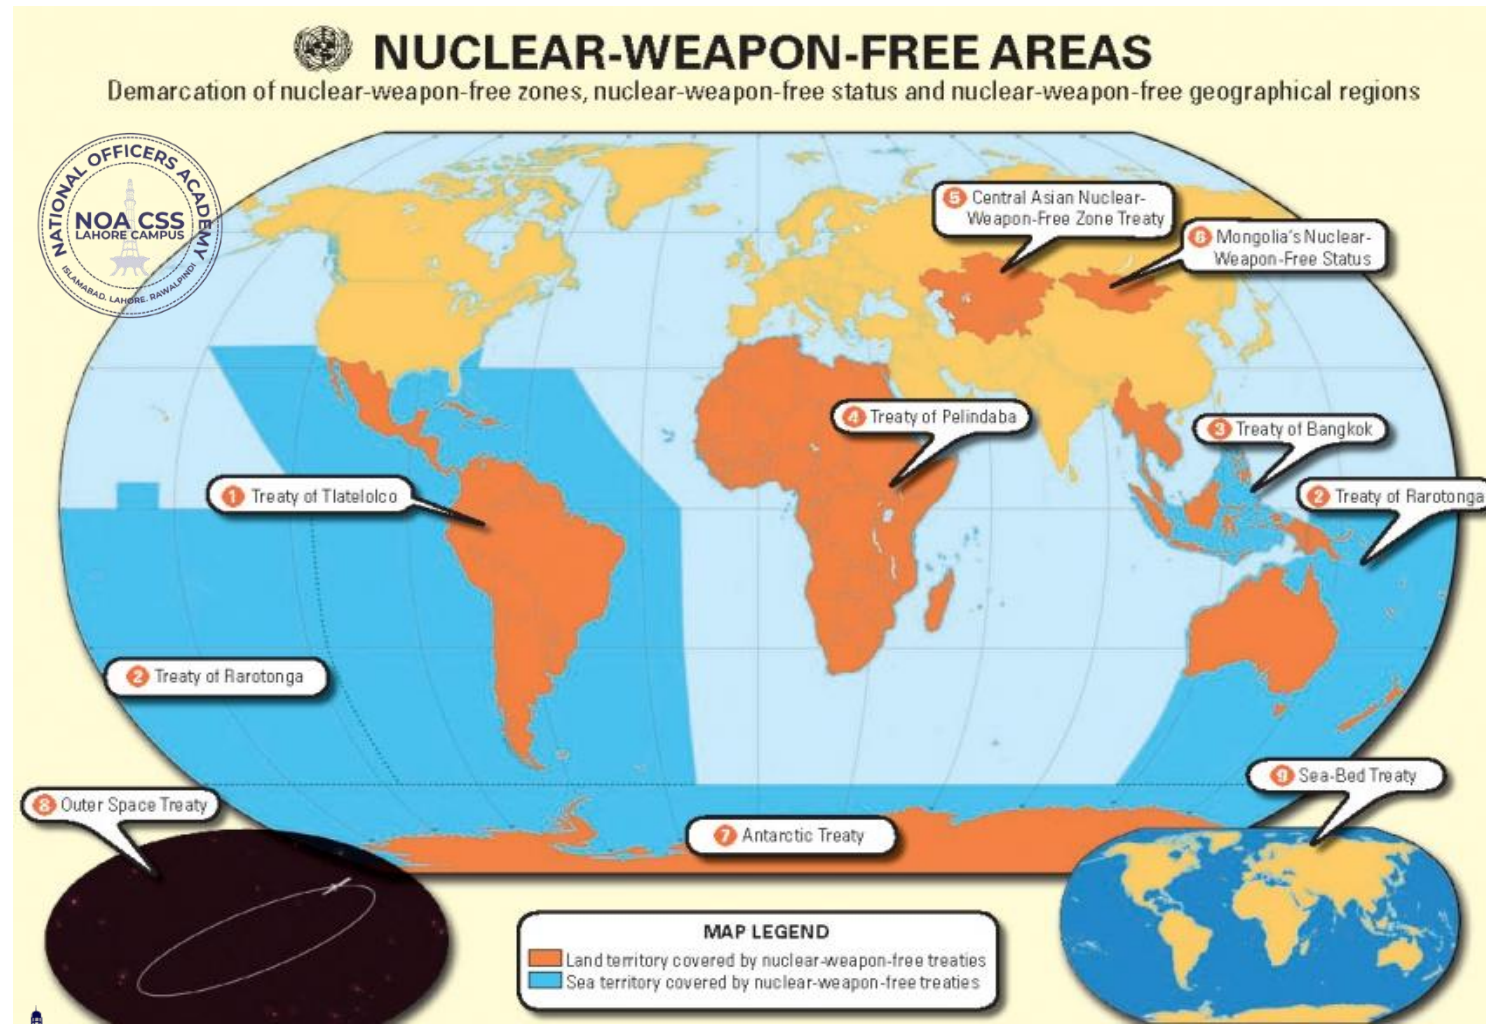 NUCLEAR-WEAPON-FREE AREAS
Demarcation of nuclear-weapon-free zones, nuclear-weapon-free status and nuclear-weapon-free geographical regions
NATIONAL OFFICERS ACADEMY
NOA CSS
LAHORE CAMPUS
ISLAMABAD. LAHORE. RAWALPINDI
5 Central Asian Nuclear-
Weapon-Free Zone Treaty
6 Mongolia's Nuclear-
Weapon-Free Status
4 Treaty of Pelindaba
3 Treaty of Bangkok
1 Treaty of Tlatelolco
2 Treaty of Rarotonga
2 Treaty of Rarotonga
9 Sea-Bed Treaty
8 Outer Space Treaty
7 Antarctic Treaty
MAP LEGEND
Land territory covered by nuclear-weapon-free treaties
Sea territory covered by nuclear-weapon-free treaties